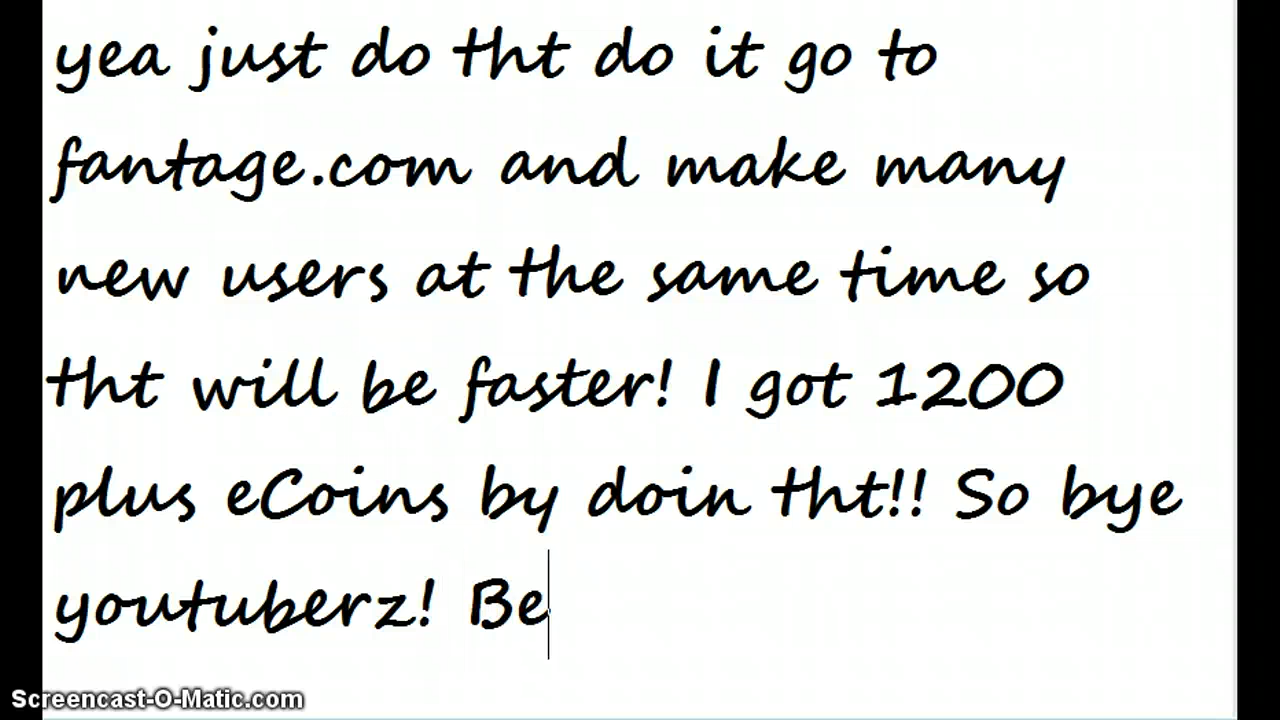 yea just do tht do it go to
fantage.com and make many
new users at the same time so
tht will be faster! I got 1200
plus eCoins by doin tht!! So bye
youtuberz! Be
Screencast-O-Matic.com